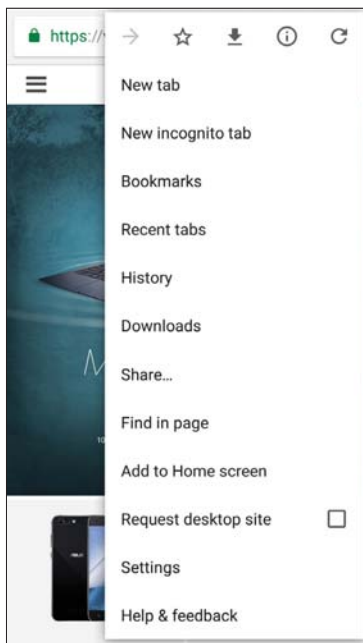 https://
New tab
New incognito tab
Bookmarks
Recent tabs
History
Downloads
Share...
Find in page
Add to Home screen
Request desktop site
Settings
Help & feedback